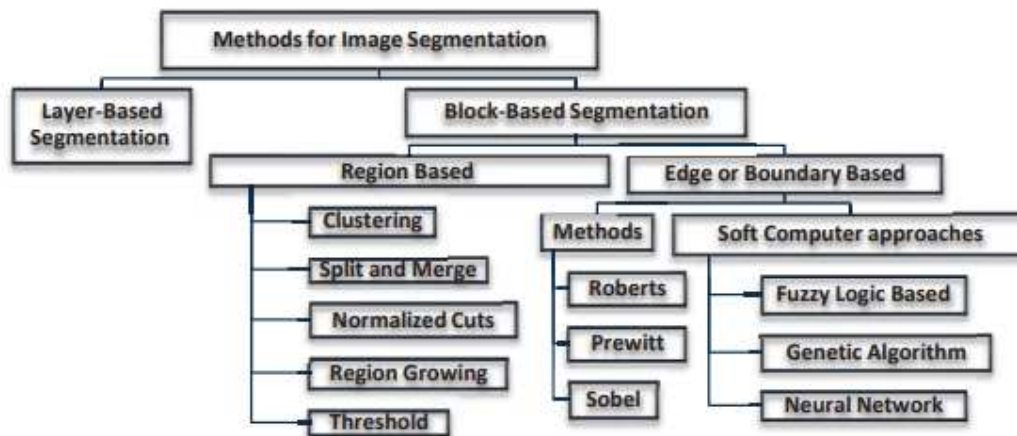 Methods for Image Segmentation
Layer-Based
Segmentation
Block-Based Segmentation
Region Based
Edge or Boundary Based
Clustering
Split and Merge
Normalized Cuts
Region Growing
Threshold
Methods
Roberts
Prewitt
Sobel
Soft Computer approaches
Fuzzy Logic Based
Genetic Algorithm
Neural Network